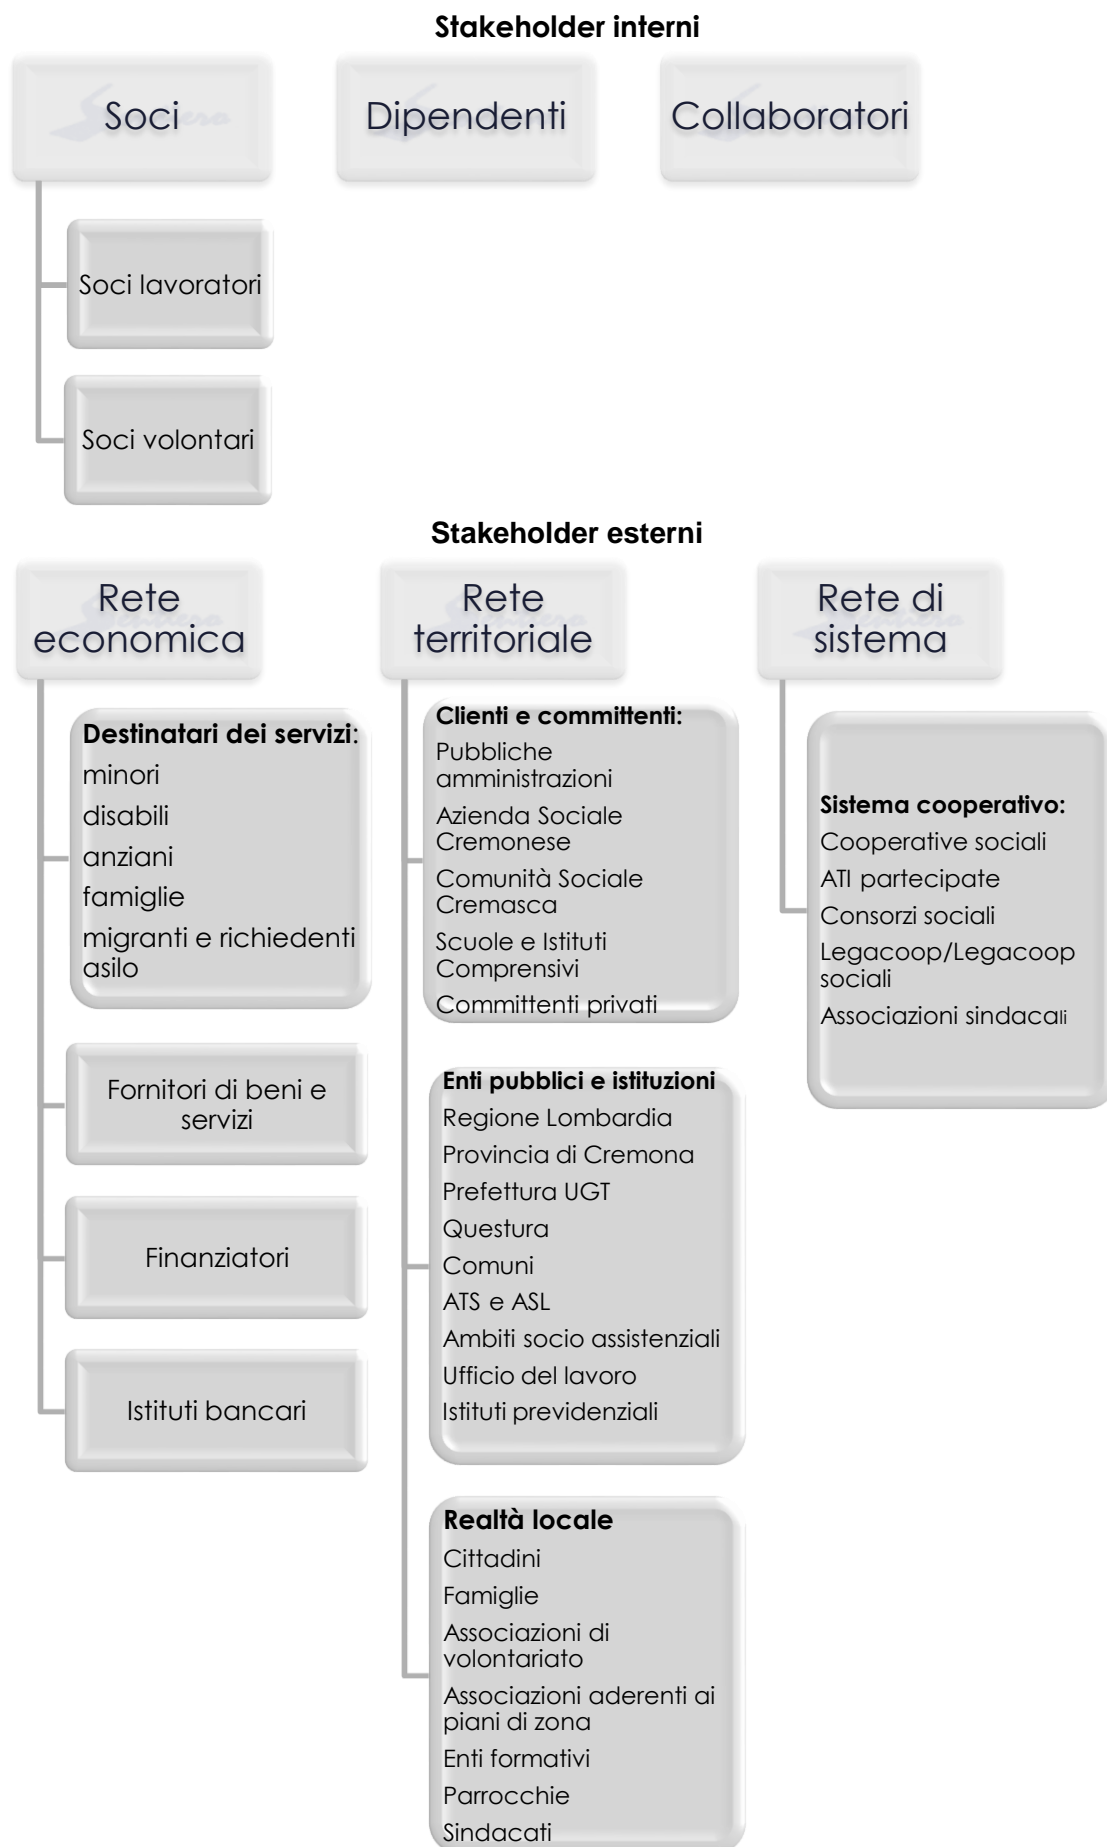 Stakeholder interni
Soci
Dipendenti
Collaboratori
Soci lavoratori
Soci volontari
Stakeholder esterni
Rete
economica
Destinatari dei servizi:
minori
disabili
anziani
famiglie
migranti e richiedenti
asilo
Fornitori di beni e
servizi
Finanziatori
Istituti bancari
Rete
territoriale
Clienti e committenti:
Pubbliche
amministrazioni
Azienda Sociale
Cremonese
Comunità Sociale
Cremasca
Scuole e Istituti
Comprensivi
Committenti privati
Enti pubblici e istituzioni
Regione Lombardia
Provincia di Cremona
Prefettura UGT
Questura
Comuni
ATS e ASL
Ambiti socio assistenziali
Ufficio del lavoro
Istituti previdenziali
Realtà locale
Cittadini
Famiglie
Associazioni di
volontariato
Associazioni aderenti ai
piani di zona
Enti formativi
Parrocchie
Sindacati
Rete di
sistema
Sistema cooperativo:
Cooperative sociali
ATI partecipate
Consorzi sociali
Legacoop/Legacoop
sociali
Associazioni sindacali